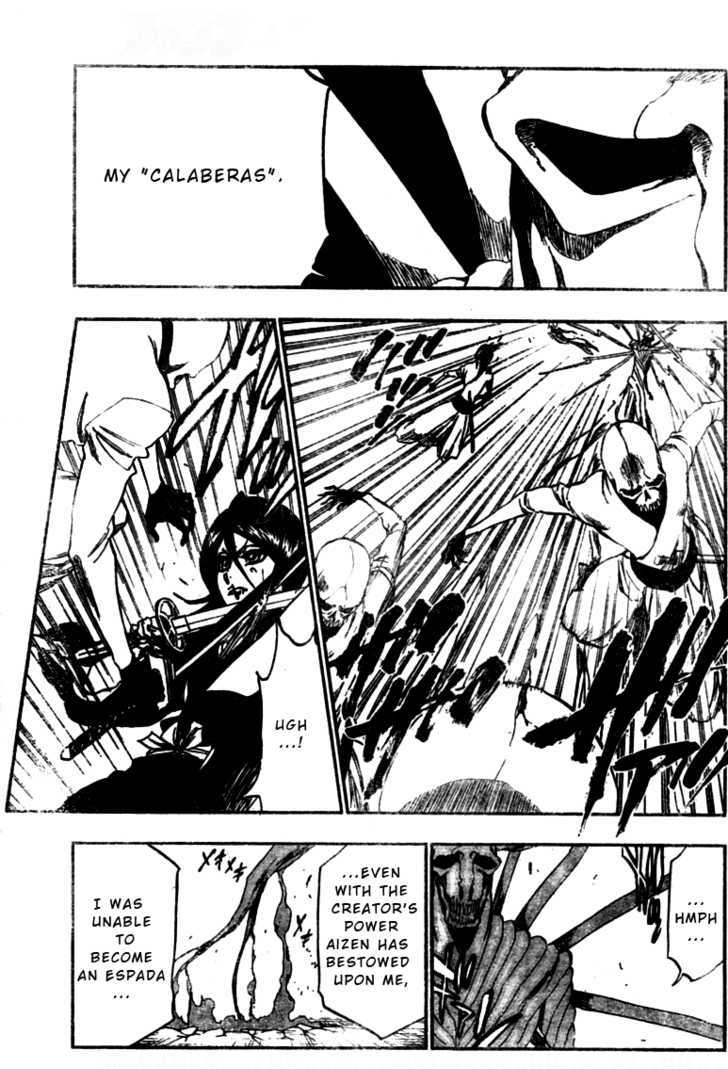 MY "CALABERAS".
UGH
...!
...
HMPH
...
...EVEN
WITH THE
CREATOR'S
POWER
AIZEN HAS
BESTOWED
UPON ME,
I WAS
UNABLE
TO
BECOME
AN ESPADA
...